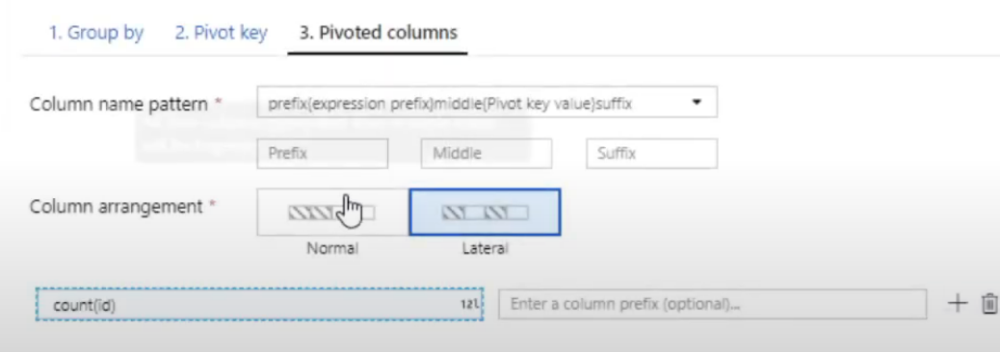 1. Group by 2. Pivot key 3. Pivoted columns
Column name pattern * prefix(expression prefix)middle(Pivot key value)suffix
Prefix Middle Suffix
Column arrangement *
Normal Lateral
count(id) 12l Enter a column prefix (optional)...